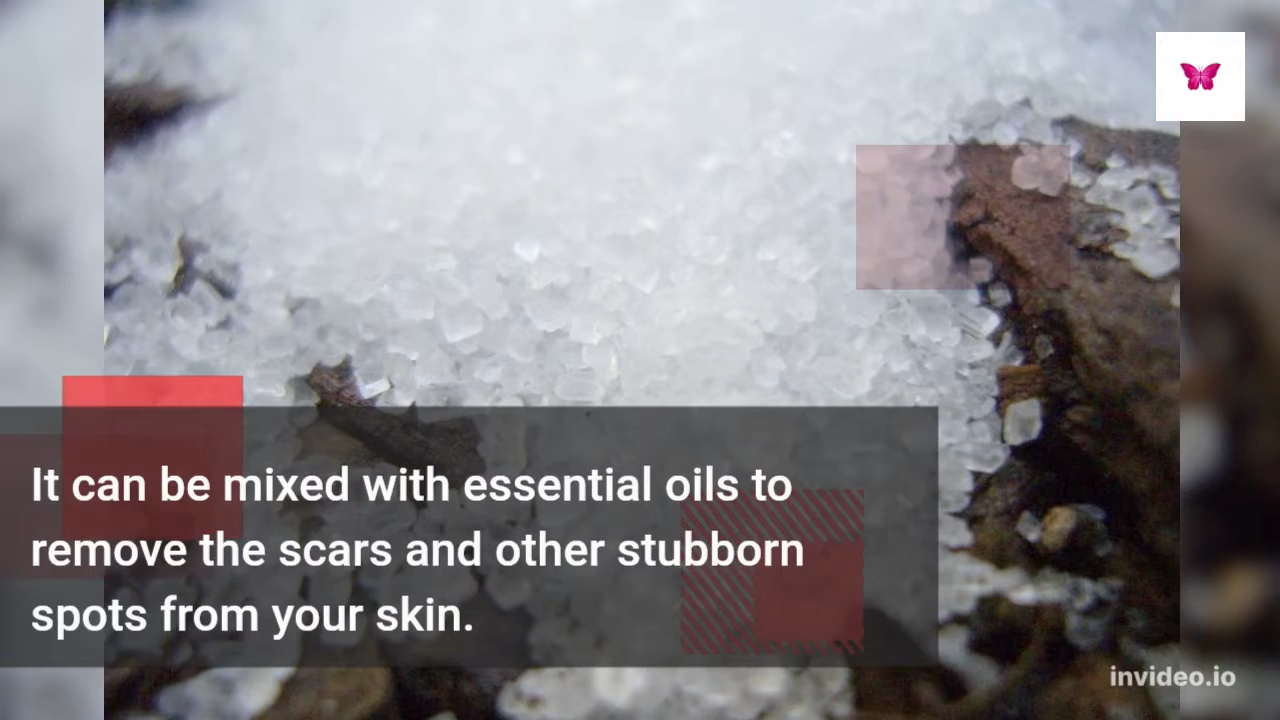 It can be mixed with essential oils to
remove the scars and other stubborn
spots from your skin.
invideo.io